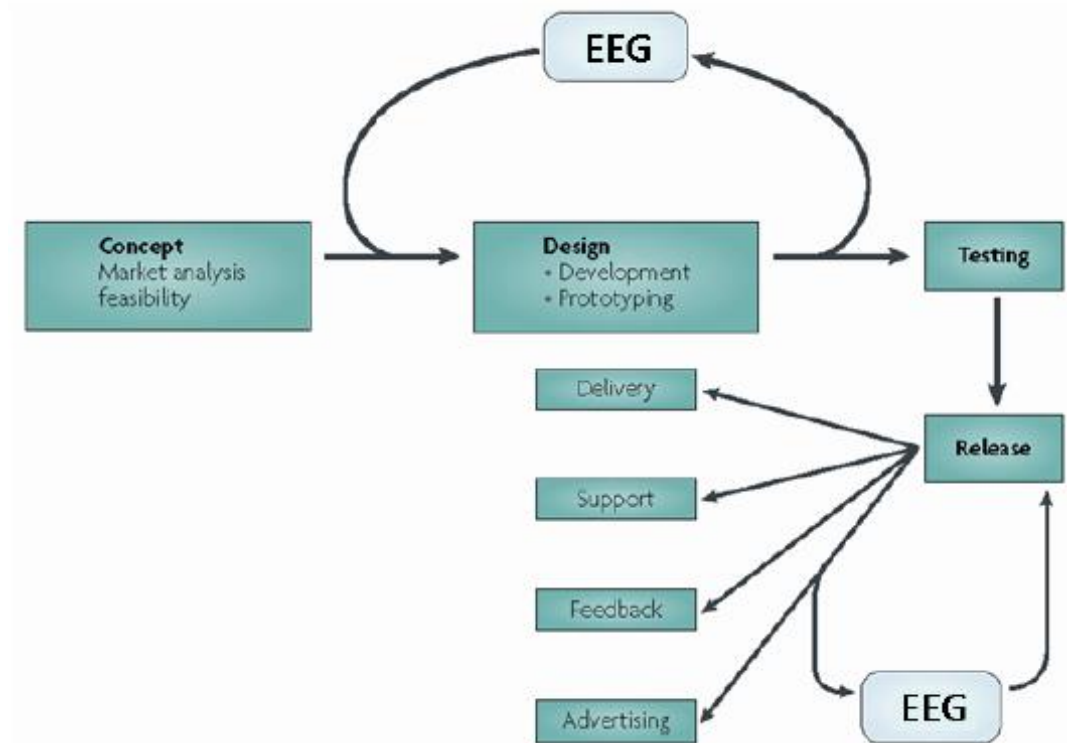 EEG
Concept
Market analysis
feasibility
Design
• Development
• Prototyping
Testing
Delivery
Release
Support
Feedback
Advertising
EEG